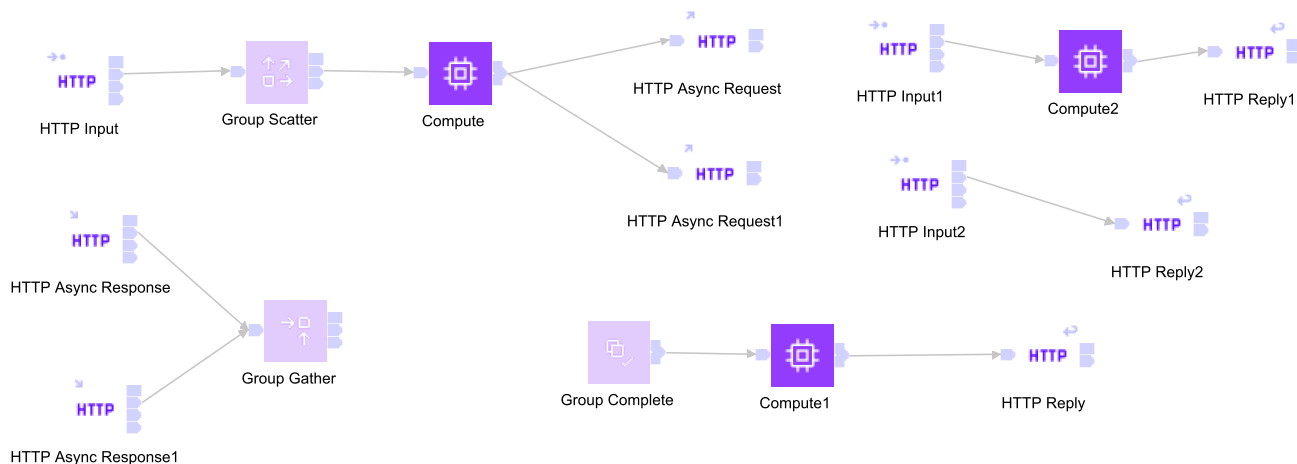 HTTP
HTTP Input
Group Scatter
Compute
HTTP
HTTP Async Request
HTTP
HTTP Async Request1
HTTP
HTTP Input1
Compute2
HTTP
HTTP Reply1
HTTP
HTTP Input2
HTTP
HTTP Reply2
HTTP
HTTP Async Response
HTTP
HTTP Async Response1
Group Gather
Group Complete
Compute1
HTTP
HTTP Reply